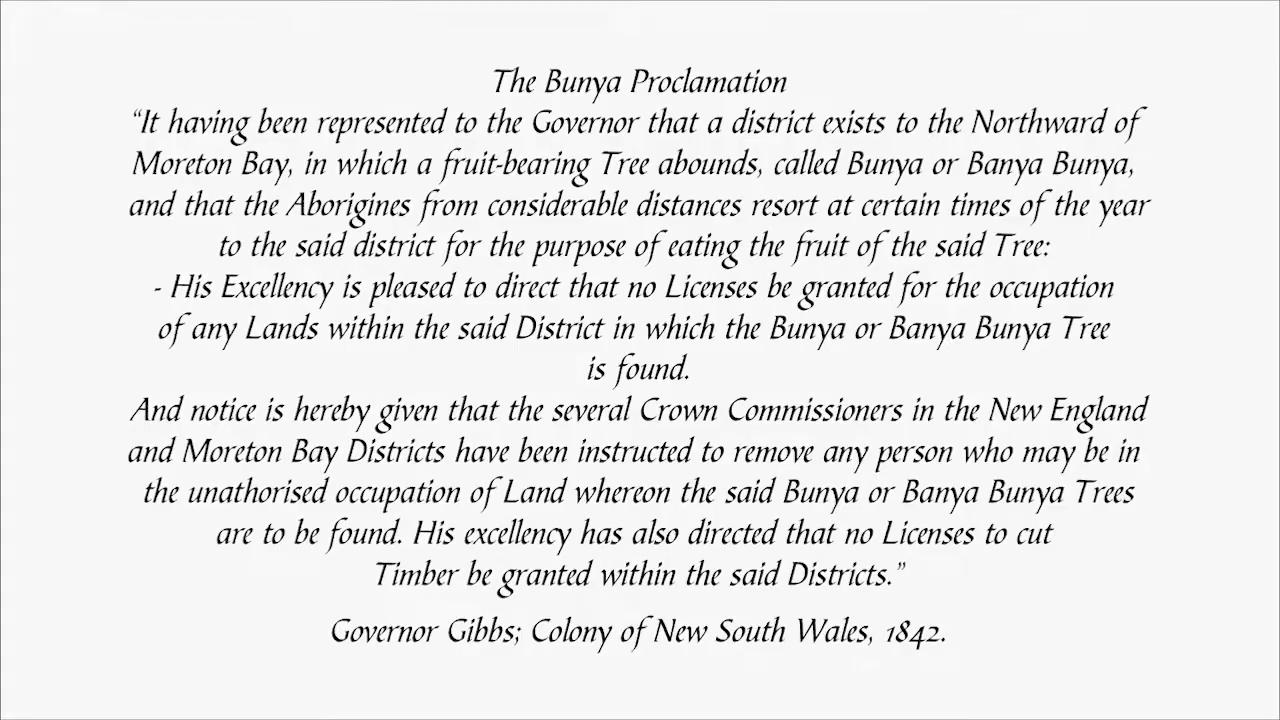 The Bunya Proclamation
“It having been represented to the Governor that a district exists to the Northward of
Moreton Bay, in which a fruit-bearing Tree abounds, called Bunya or Banya Bunya,
and that the Aborigines from considerable distances resort at certain times of the year
to the said district for the purpose of eating the fruit of the said Tree:
- His Excellency is pleased to direct that no Licenses be granted for the occupation
of any Lands within the said District in which the Bunya or Banya Bunya Tree
is found.
And notice is hereby given that the several Crown Commissioners in the New England
and Moreton Bay Districts have been instructed to remove any person who may be in
the unathorised occupation of Land whereon the said Bunya or Banya Bunya Trees
are to be found. His excellency has also directed that no Licenses to cut
Timber be granted within the said Districts.”
Governor Gibbs; Colony of New South Wales, 1842.